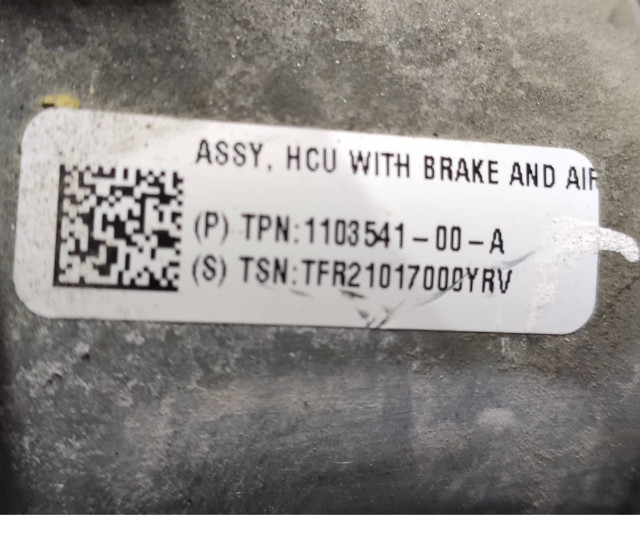 ASSY, HCU WITH BRAKE AND AIR
(P) TPN:1103541-00-A
(S) TSN:TFR21017000YRV